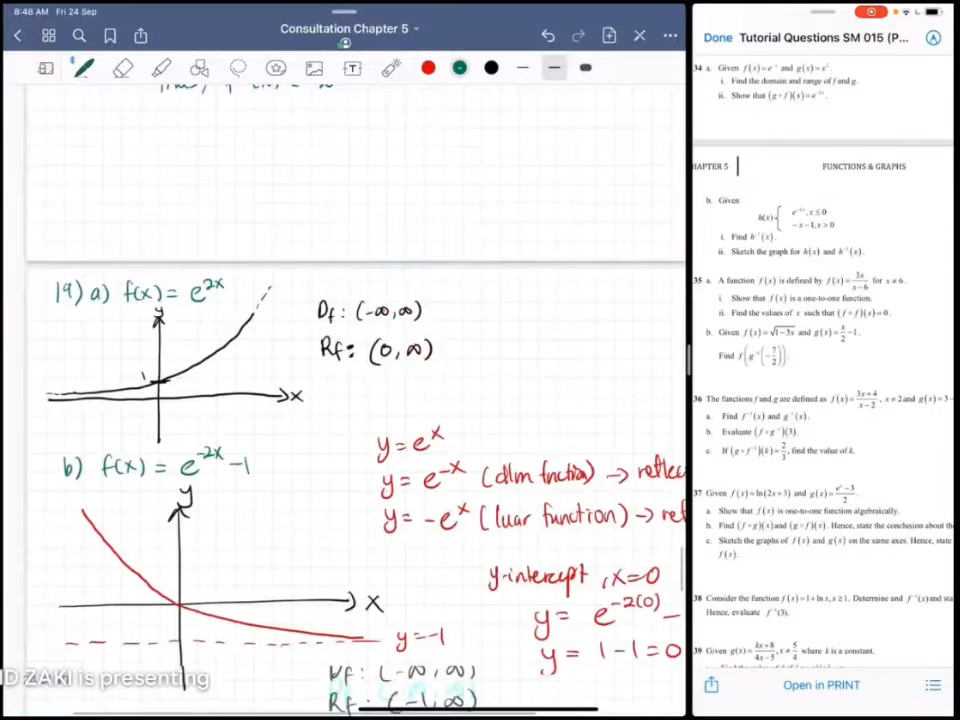 8:48 AM Fri 24 Sep
Consultation Chapter 5
19) a) f(x) = e^2x
y
1
x
Df: (-∞,∞)
Rf: (0,∞)
b) f(x) = e^-2x -1
y
x
y=-1
Df: (-∞,∞)
Rf: (-1,∞)
y = e^x
y = e^-x (dlm function) → reflec
y = -e^x (luar function) → ref
y-intercept, x=0
y = e^-2(0) -
y = 1-1=0
D ZAKI is presenting
Done Tutorial Questions SM 015 (P...
34 a. Given f(x)=e^-x and g(x)=x².
i. Find the domain and range of f and g.
ii. Show that (g∘f)(x)=e^-2x.
HAPTER 5 FUNCTIONS & GRAPHS
b. Given
h(x) { e^-2x, x≤0
-x-1, x>0
i. Find h⁻¹(x).
ii. Sketch the graph for h(x) and h⁻¹(x).
35 a. A function f(x) is defined by f(x)=3x/(x-6) for x≠6.
i. Show that f(x) is a one-to-one function.
ii. Find the values of x such that (f∘f)(x)=0.
b. Given f(x)=√(1-3x) and g(x)=x/2-1.
Find f(g⁻¹(-7/2)).
36 The functions f and g are defined as f(x)=(3x+4)/(x-2), x≠2 and g(x)=3-
a. Find f⁻¹(x) and g⁻¹(x).
b. Evaluate (f∘g⁻¹)(3).
c. If (g∘f⁻¹)(k)=2/3, find the value of k.
37 Given f(x)=ln(2x+3) and g(x)=(e^x-3)/2.
a. Show that f(x) is one-to-one function algebraically.
b. Find (f∘g)(x) and (g∘f)(x). Hence, state the conclusion about the
c. Sketch the graphs of f(x) and g(x) on the same axes. Hence, state
f(x).
38 Consider the function f(x)=1+ln x, x≥1. Determine and f⁻¹(x) and sta
Hence, evaluate f⁻¹(3).
39 Given g(x)=(kx+8)/(4x-5), x≠5/4 where k is a constant.
Open in PRINT